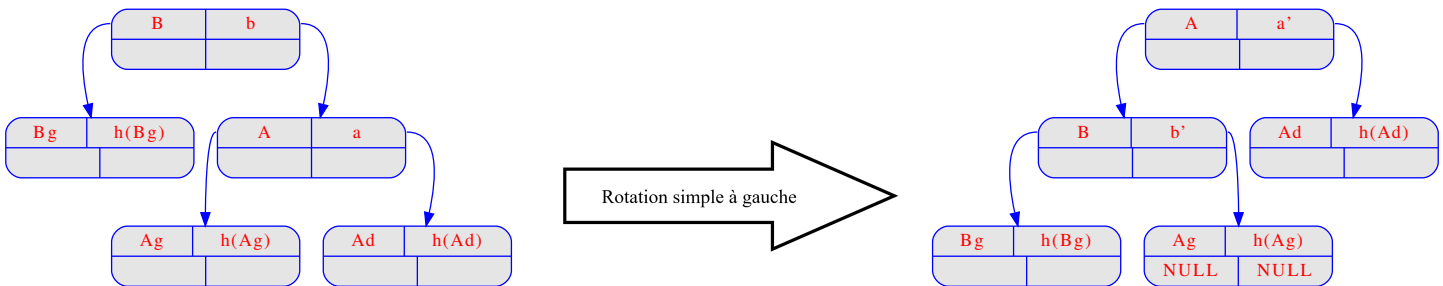 B b
Bg h(Bg)
A a
Ag h(Ag)
Ad h(Ad)
Rotation simple à gauche
A a’
B b’
Ad h(Ad)
Bg h(Bg)
Ag h(Ag)
NULL NULL